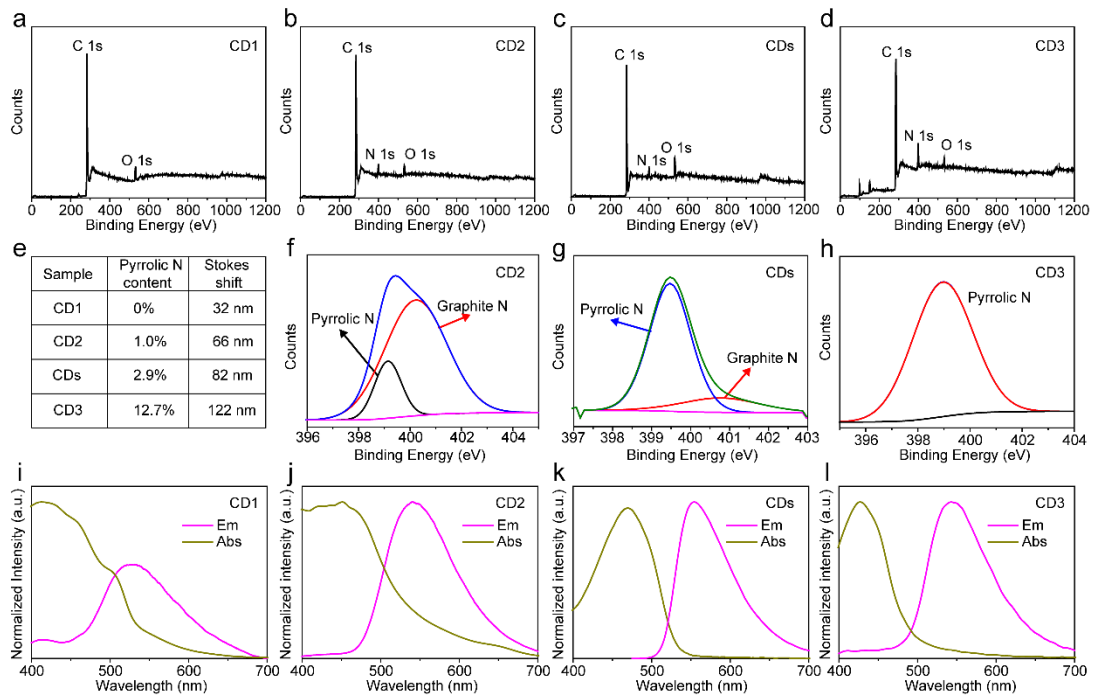 a
C 1s
CD1
O 1s
Counts
0 200 400 600 800 1000 1200
Binding Energy (eV)
b
C 1s
CD2
N 1s
O 1s
Counts
0 200 400 600 800 1000 1200
Binding Energy (eV)
c
C 1s
CDs
N 1s
O 1s
Counts
0 200 400 600 800 1000 1200
Binding Energy (eV)
d
C 1s
CD3
N 1s
O 1s
Counts
0 200 400 600 800 1000 1200
Binding Energy (eV)
e
Sample Pyrrolic N content Stokes shift
CD1 0% 32 nm
CD2 1.0% 66 nm
CDs 2.9% 82 nm
CD3 12.7% 122 nm
f
CD2
Graphite N
Pyrrolic N
Counts
396 398 400 402 404
Binding Energy (eV)
g
CDs
Pyrrolic N
Graphite N
Counts
397 399 400 401 402 403
Binding Energy (eV)
h
CD3
Pyrrolic N
Counts
396 398 400 402 404
Binding Energy (eV)
i
CD1
Em
Abs
Normalized Intensity (a.u.)
400 500 600 700
Wavelength (nm)
j
CD2
Em
Abs
Normalized Intensity (a.u.)
400 500 600 700
Wavelength (nm)
k
CDs
Em
Abs
Normalized intensity (a.u.)
400 500 600 700
Wavelength (nm)
l
CD3
Em
Abs
Normalized intensity (a.u.)
400 500 600 700
Wavelength (nm)